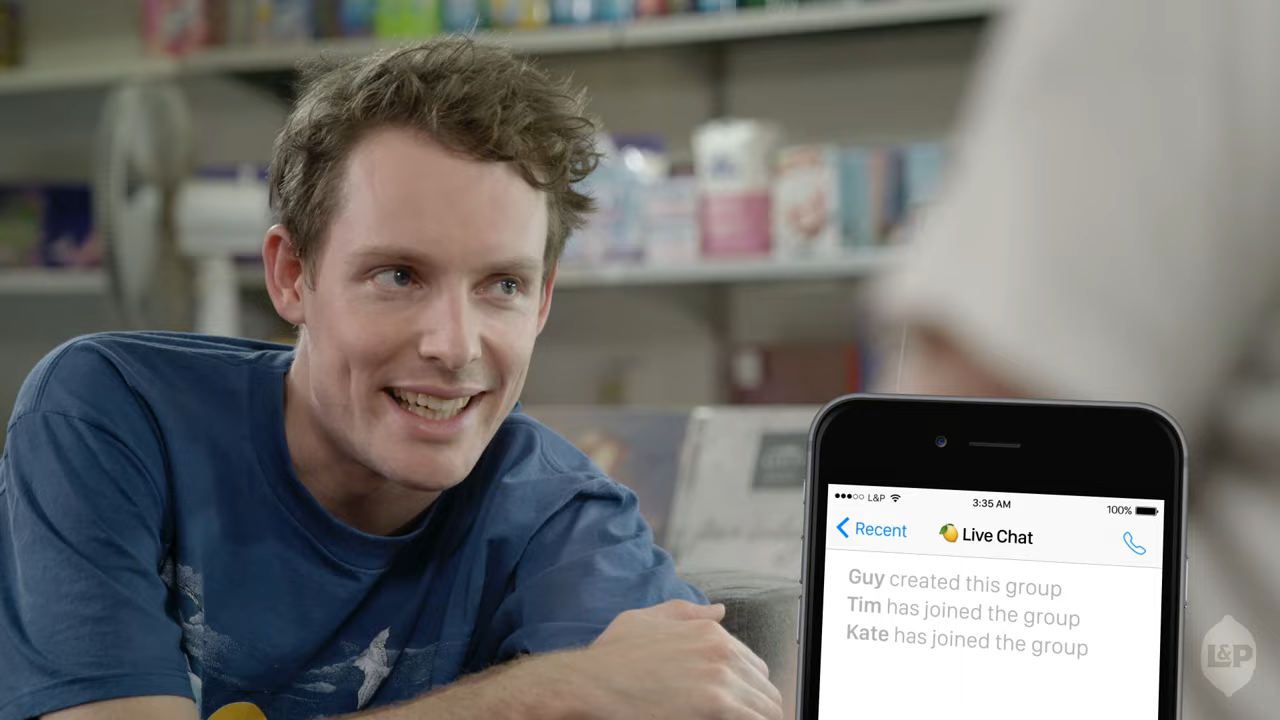 L&P
3:35 AM
100%
Recent
🍋 Live Chat
Guy created this group
Tim has joined the group
Kate has joined the group
L&P